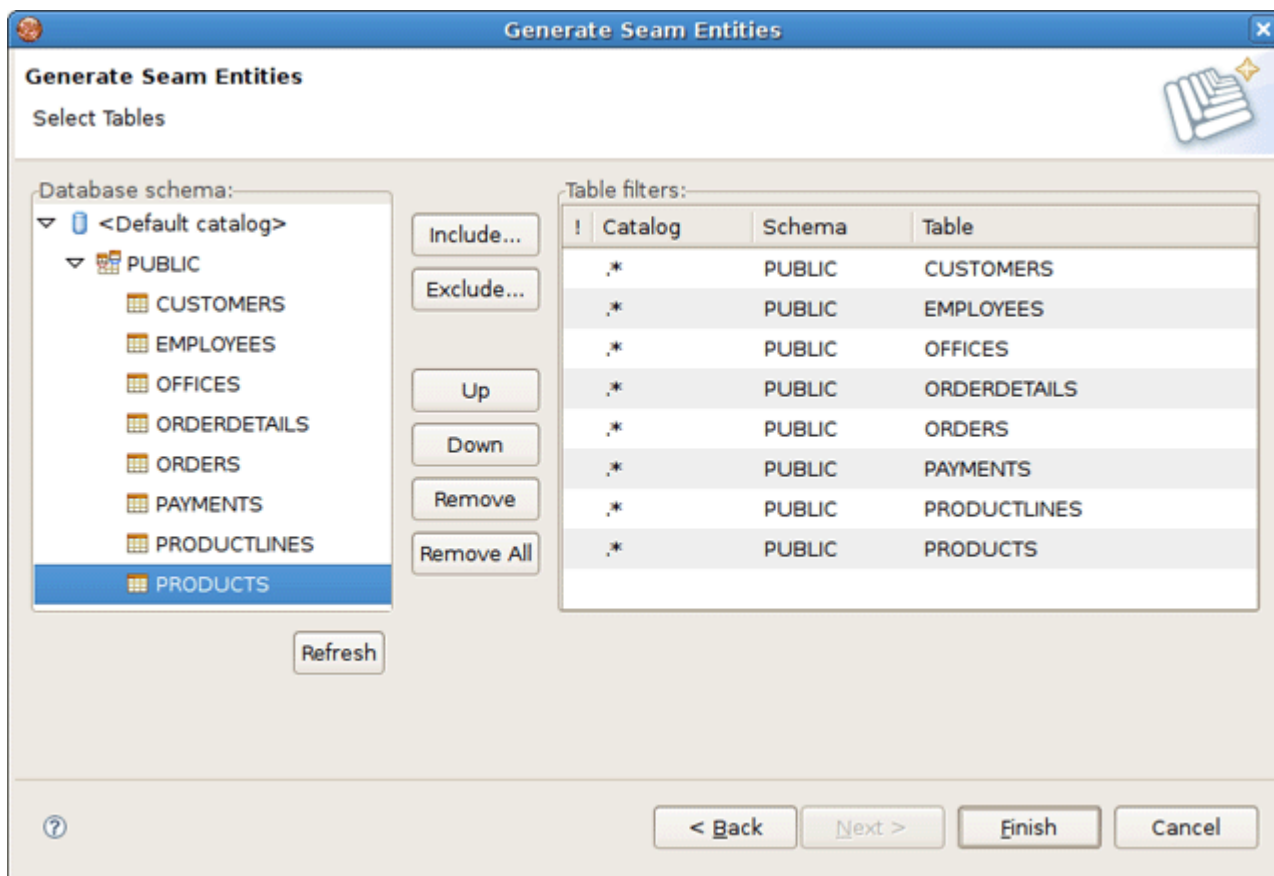 Generate Seam Entities
Generate Seam Entities
Select Tables
Database schema:
<Default catalog>
PUBLIC
CUSTOMERS
EMPLOYEES
OFFICES
ORDERDETAILS
ORDERS
PAYMENTS
PRODUCTLINES
PRODUCTS
Refresh
Include...
Exclude...
Up
Down
Remove
Remove All
Table filters:
! Catalog Schema Table
.* PUBLIC CUSTOMERS
.* PUBLIC EMPLOYEES
.* PUBLIC OFFICES
.* PUBLIC ORDERDETAILS
.* PUBLIC ORDERS
.* PUBLIC PAYMENTS
.* PUBLIC PRODUCTLINES
.* PUBLIC PRODUCTS
? < Back Next > Finish Cancel